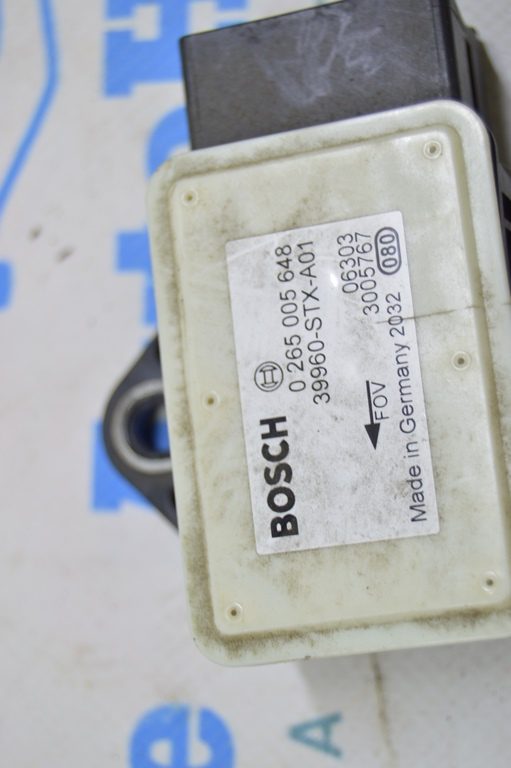 BOSCH
0 265 005 648
39960-STX-A01
06303
3005767
FOV
080
Made in Germany 2032
e
A